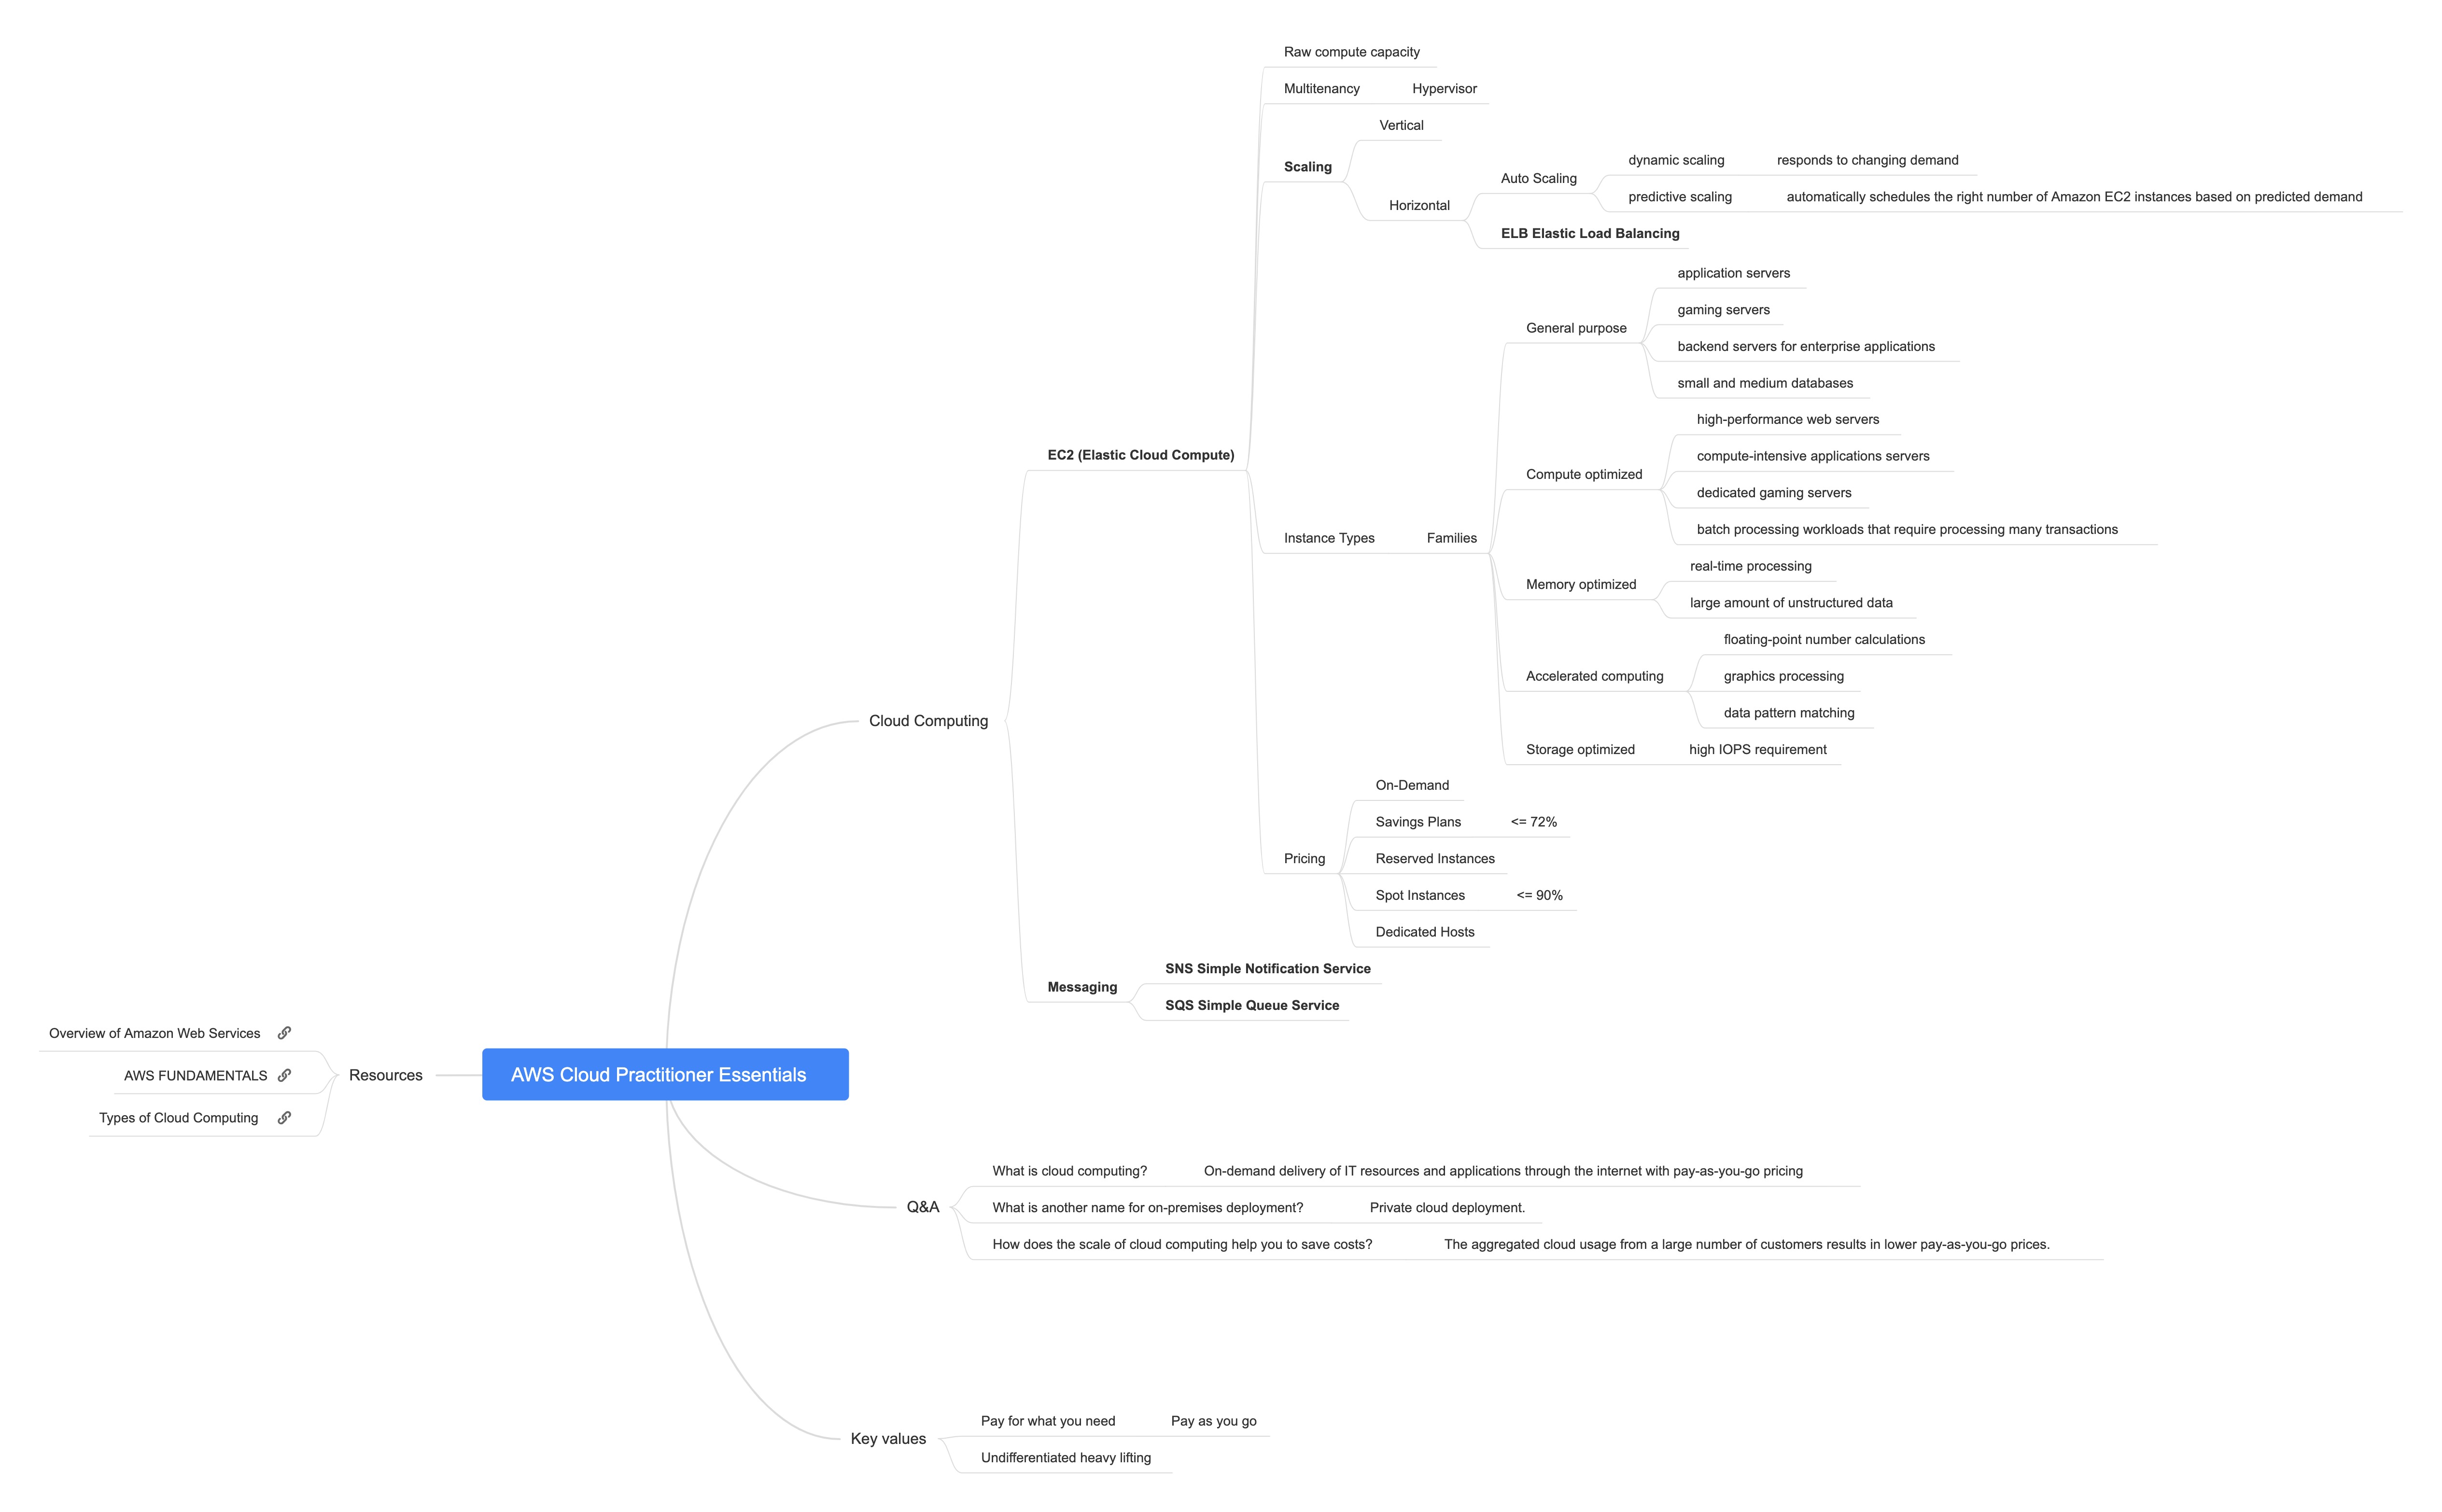 Raw compute capacity
Multitenancy Hypervisor
Vertical
Scaling
dynamic scaling responds to changing demand
Auto Scaling
predictive scaling automatically schedules the right number of Amazon EC2 instances based on predicted demand
Horizontal
ELB Elastic Load Balancing
application servers
gaming servers
General purpose
backend servers for enterprise applications
small and medium databases
high-performance web servers
EC2 (Elastic Cloud Compute)
compute-intensive applications servers
Compute optimized
dedicated gaming servers
batch processing workloads that require processing many transactions
Instance Types Families
real-time processing
Memory optimized
large amount of unstructured data
floating-point number calculations
Accelerated computing graphics processing
data pattern matching
Cloud Computing
Storage optimized high IOPS requirement
On-Demand
Savings Plans <= 72%
Pricing Reserved Instances
Spot Instances <= 90%
Dedicated Hosts
SNS Simple Notification Service
Messaging
SQS Simple Queue Service
Overview of Amazon Web Services
AWS FUNDAMENTALS
Resources
AWS Cloud Practitioner Essentials
Types of Cloud Computing
What is cloud computing? On-demand delivery of IT resources and applications through the internet with pay-as-you-go pricing
Q&A
What is another name for on-premises deployment? Private cloud deployment.
How does the scale of cloud computing help you to save costs? The aggregated cloud usage from a large number of customers results in lower pay-as-you-go prices.
Pay for what you need Pay as you go
Key values
Undifferentiated heavy lifting